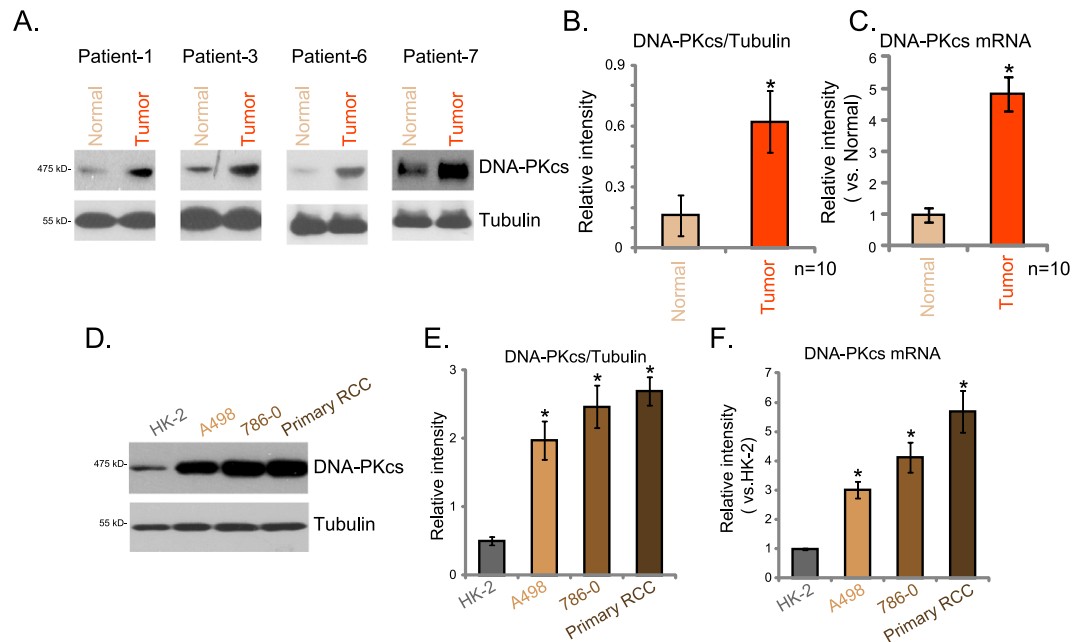 A.
Patient-1 Patient-3 Patient-6 Patient-7
Normal Tumor Normal Tumor Normal Tumor Normal Tumor
475 kD- DNA-PKcs
55 kD- Tubulin
B.
DNA-PKcs/Tubulin
Relative intensity
0.9
0.6
0.3
0
*
Normal Tumor
n=10
C.
DNA-PKcs mRNA
Relative intensity
( vs. Normal)
6
5
4
3
2
1
0
*
Normal Tumor
n=10
D.
HK-2 A498 786-0 Primary RCC
475 kD- DNA-PKcs
55 kD- Tubulin
E.
DNA-PKcs/Tubulin
Relative intensity
3
2
1
0
* * *
HK-2 A498 786-0 Primary RCC
F.
DNA-PKcs mRNA
Relative intensity
( vs.HK-2)
7
6
5
4
3
2
1
0
* * *
HK-2 A498 786-0 Primary RCC